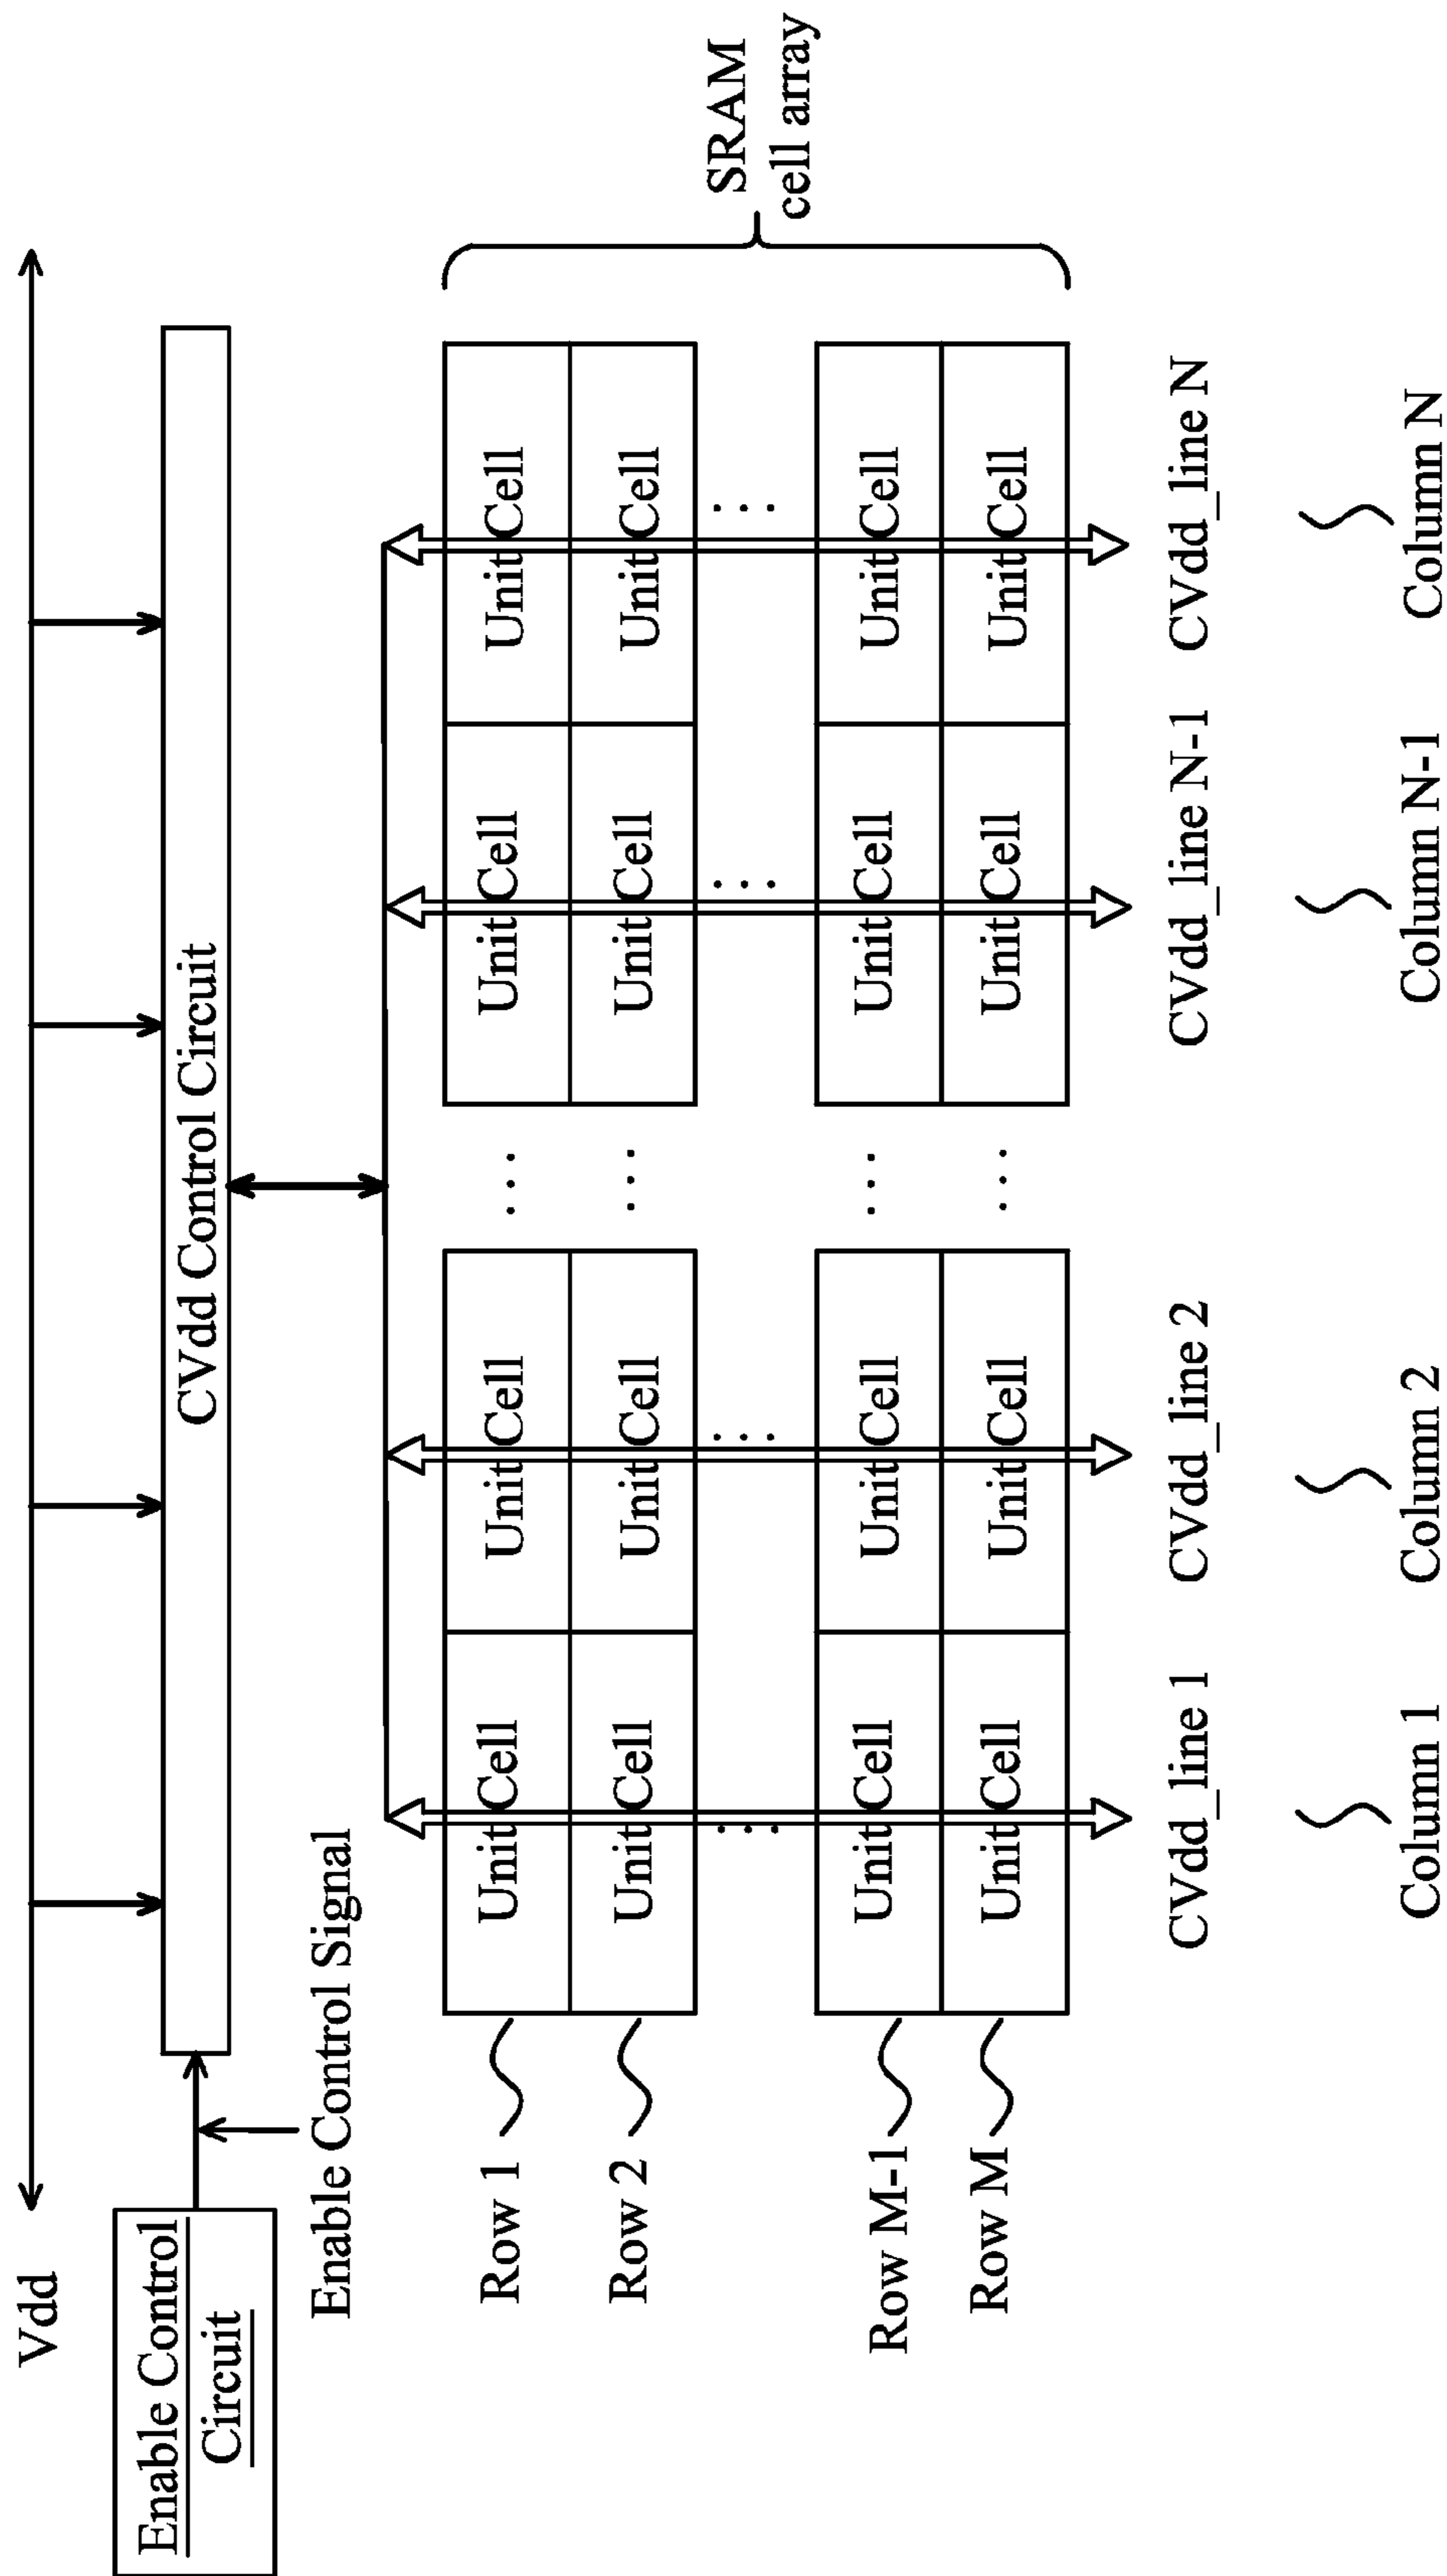 Vdd
Enable Control
Circuit
CVdd Control Circuit
Enable Control Signal
Row 1
Unit Cell
Unit Cell
Unit Cell
Unit Cell
Row 2
Unit Cell
Unit Cell
Unit Cell
Unit Cell
Row M-1
Unit Cell
Unit Cell
Unit Cell
Unit Cell
Row M
Unit Cell
Unit Cell
Unit Cell
Unit Cell
SRAM
cell array
CVdd_line 1
CVdd_line 2
CVdd_line N-1
CVdd_line N
Column 1
Column 2
Column N-1
Column N